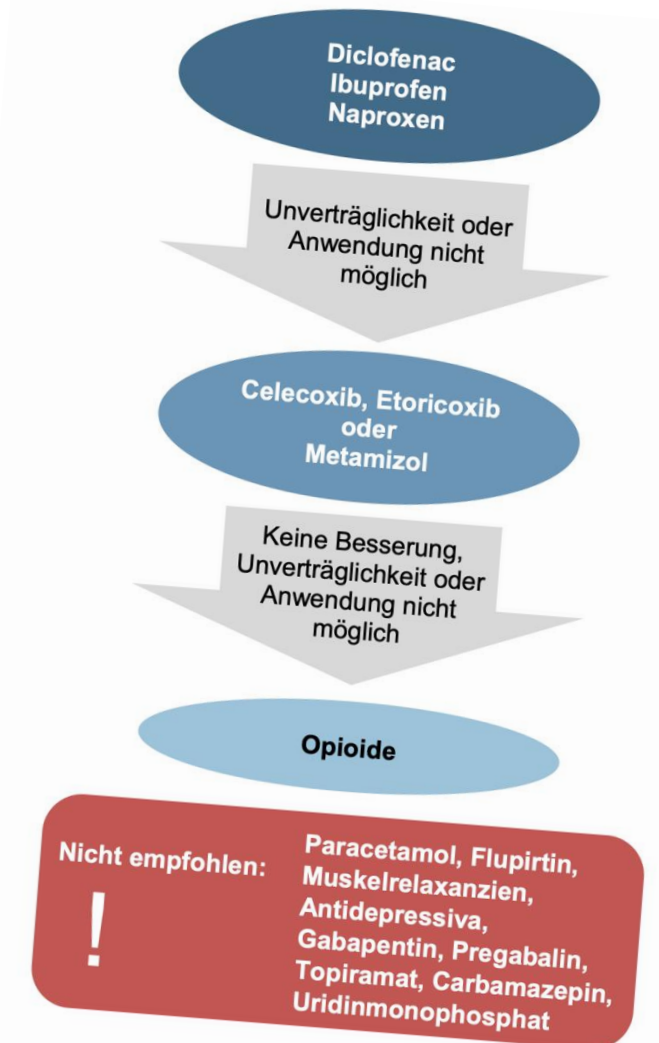 Diclofenac
Ibuprofen
Naproxen
Unverträglichkeit oder
Anwendung nicht
möglich
Celecoxib, Etoricoxib
oder
Metamizol
Keine Besserung,
Unverträglichkeit oder
Anwendung nicht
möglich
Opioide
Nicht empfohlen:
!
Paracetamol, Flupirtin,
Muskelrelaxanzien,
Antidepressiva,
Gabapentin, Pregabalin,
Topiramat, Carbamazepin,
Uridinmonophosphat